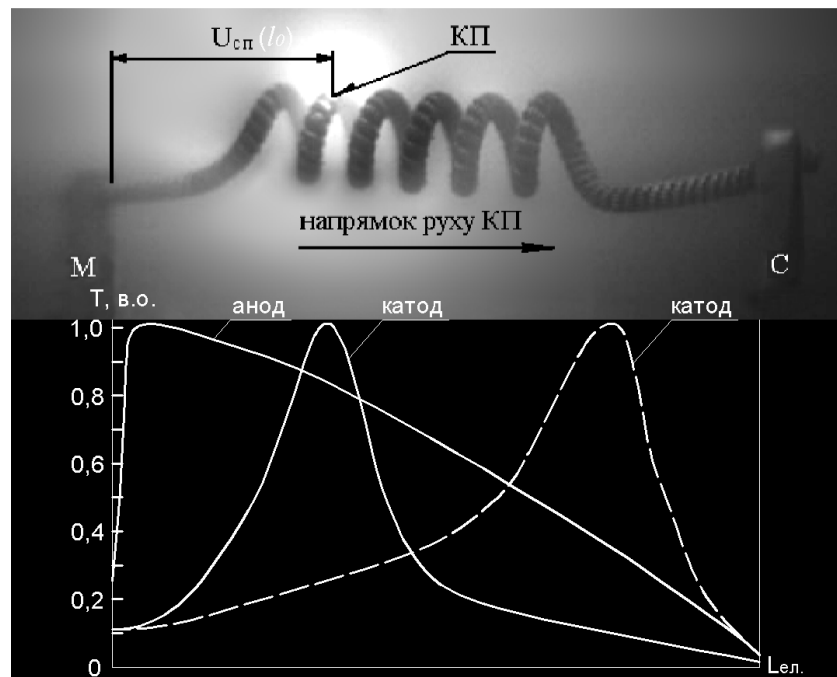 Uсп (lo)
КП
напрямок руху КП
М
С
Т, в.о.
анод
катод
катод
1,0
0,8
0,6
0,4
0,2
0
Lел.